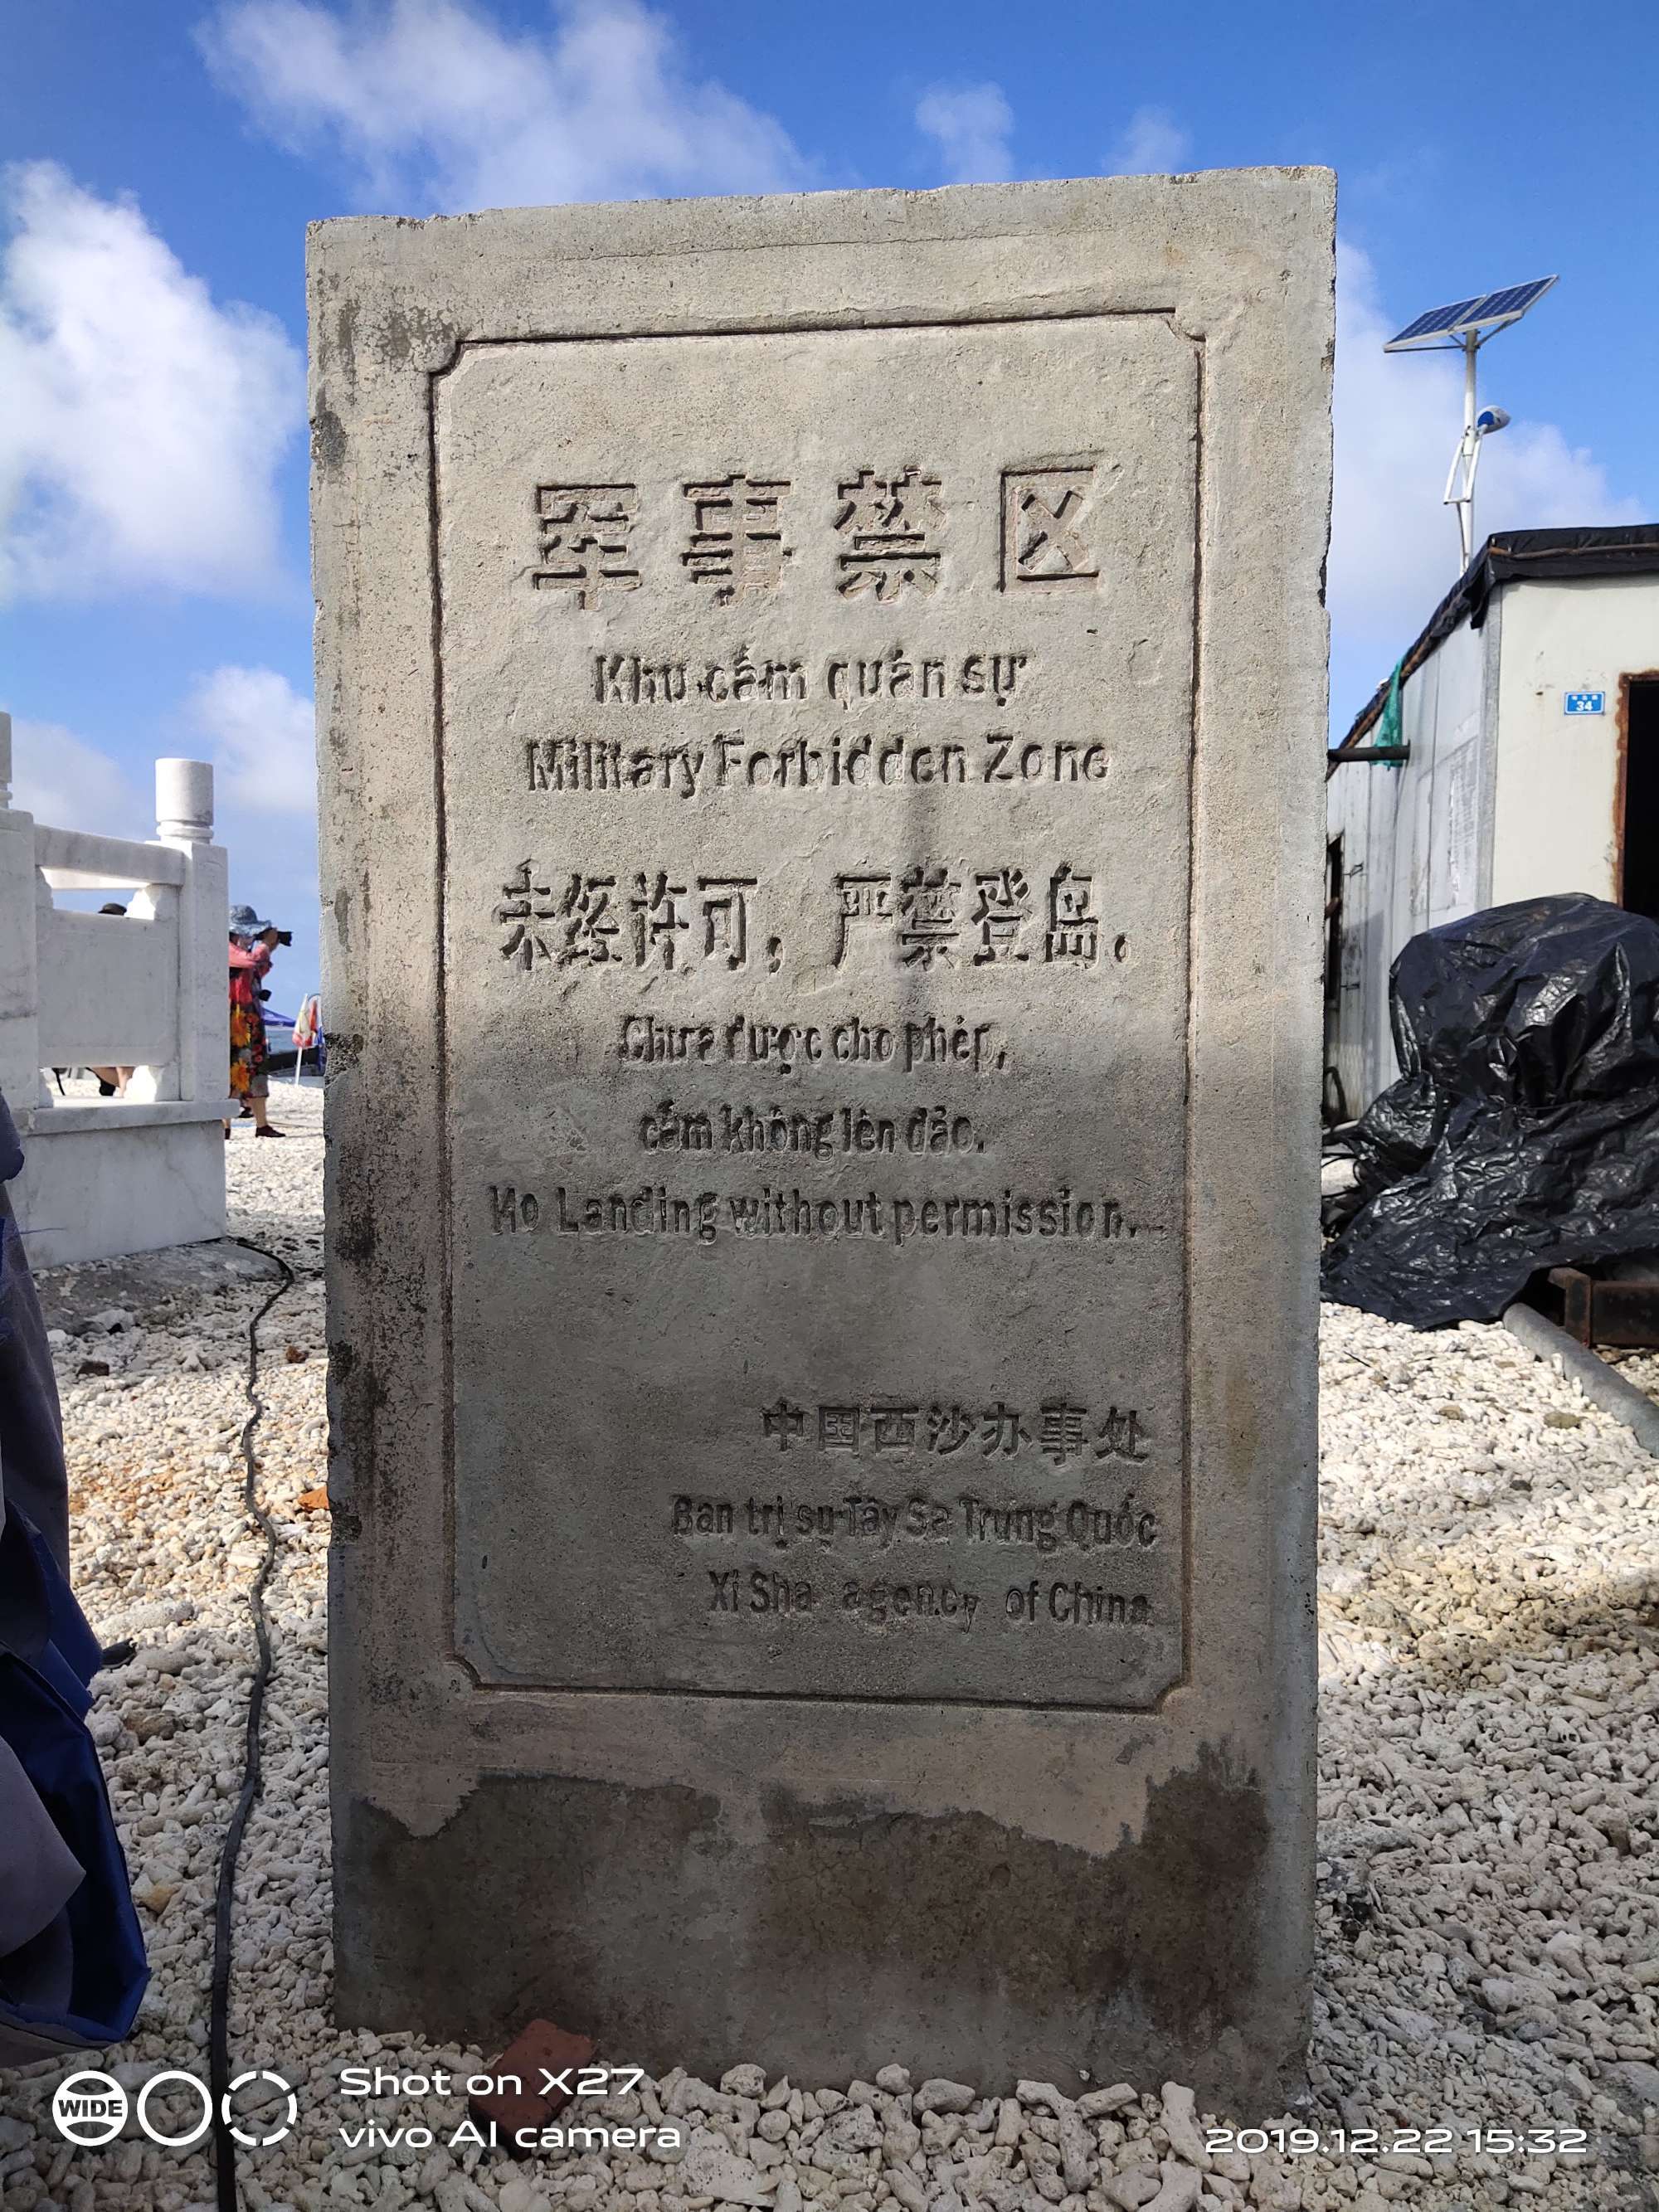 军事禁区
Khu cấm quản sự
Military Forbidden Zone
未经许可，严禁登岛.
Chưa được cho phép,
cấm không lên đảo.
No Landing without permission.
中国西沙办事处
Ban trị sự Tây Sa Trung Quốc
Xi Sha agency of China
34
WIDE
Shot on X27
vivo AI camera
2019.12.22 15:32